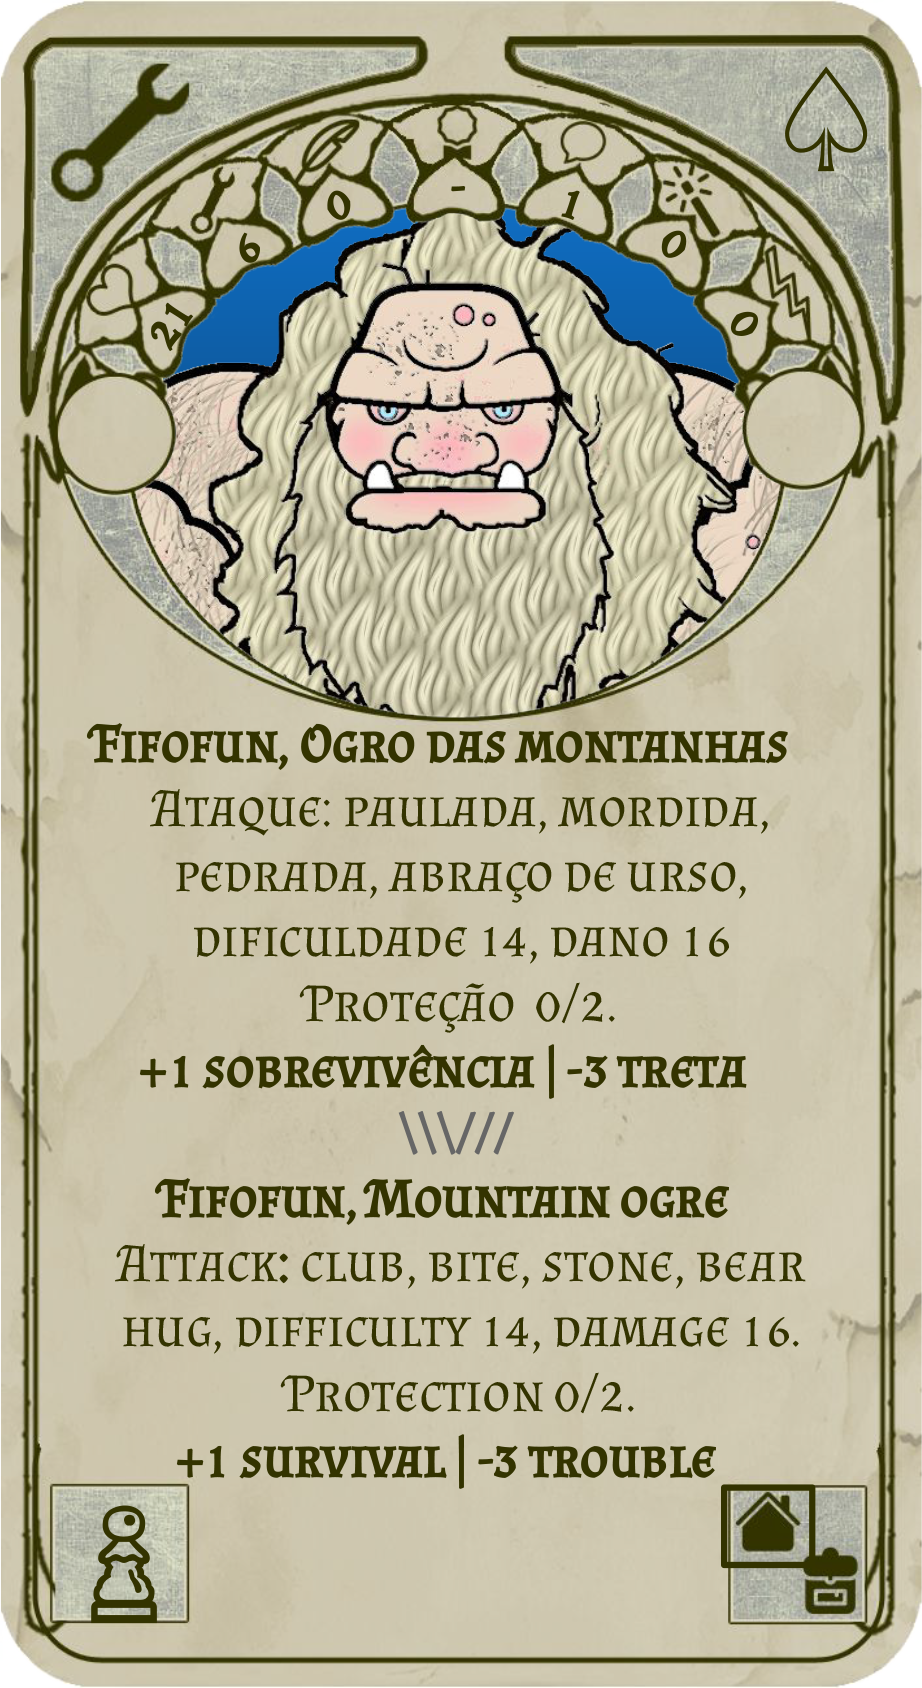 21 6 0 - 1 0 0
Fifofun, Ogro das montanhas
Ataque: paulada, mordida,
pedrada, abraço de urso,
dificuldade 14, dano 16
Proteção 0/2.
+1 sobrevivência | -3 treta
\\\///
Fifofun, Mountain ogre
Attack: club, bite, stone, bear
hug, difficulty 14, damage 16.
Protection 0/2.
+1 survival | -3 trouble